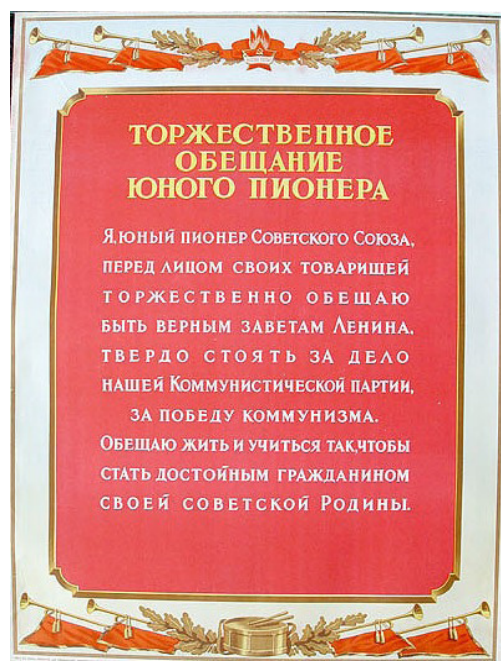 ТОРЖЕСТВЕННОЕ
ОБЕЩАНИЕ
ЮНОГО ПИОНЕРА
Я, ЮНЫЙ ПИОНЕР СОВЕТСКОГО СОЮЗА,
ПЕРЕД ЛИЦОМ СВОИХ ТОВАРИЩЕЙ
ТОРЖЕСТВЕННО ОБЕЩАЮ
БЫТЬ ВЕРНЫМ ЗАВЕТАМ ЛЕНИНА,
ТВЕРДО СТОЯТЬ ЗА ДЕЛО
НАШЕЙ КОММУНИСТИЧЕСКОЙ ПАРТИИ,
ЗА ПОБЕДУ КОММУНИЗМА.
ОБЕЩАЮ ЖИТЬ И УЧИТЬСЯ ТАК, ЧТОБЫ
СТАТЬ ДОСТОЙНЫМ ГРАЖДАНИНОМ
СВОЕЙ СОВЕТСКОЙ РОДИНЫ.